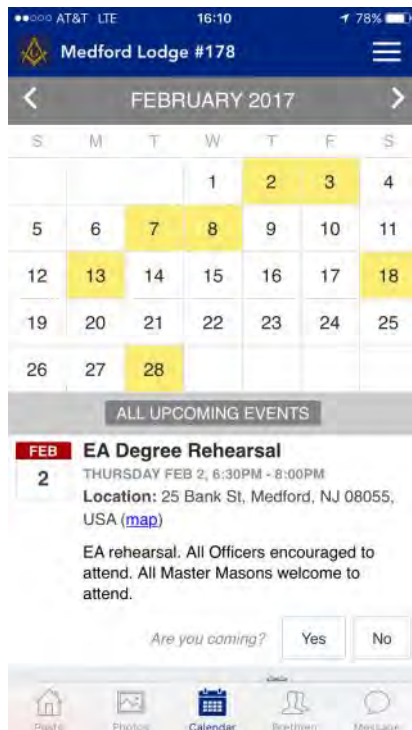 AT&T LTE 16:10 78%
Medford Lodge #178
FEBRUARY 2017
S M T W T F S
1 2 3 4
5 6 7 8 9 10 11
12 13 14 15 16 17 18
19 20 21 22 23 24 25
26 27 28
ALL UPCOMING EVENTS
FEB EA Degree Rehearsal
2 THURSDAY FEB 2, 6:30PM - 8:00PM
Location: 25 Bank St, Medford, NJ 08055,
USA (map)
EA rehearsal. All Officers encouraged to
attend. All Master Masons welcome to
attend.
Are you coming? Yes No
Posts Photos Calendar Brethren Message